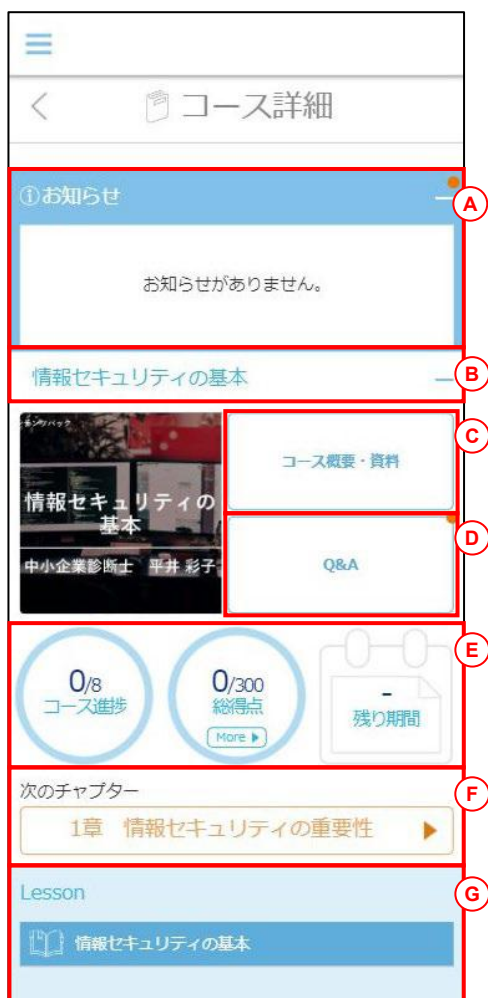 コース詳細
①お知らせ
A
お知らせがありません。
情報セキュリティの基本
B
情報セキュリティの
基本
中小企業診断士 平井 彩子
コース概要・資料
C
Q&A
D
0/8
コース進捗
0/300
総得点
More
-
残り期間
E
次のチャプター
F
1章 情報セキュリティの重要性
Lesson
G
情報セキュリティの基本